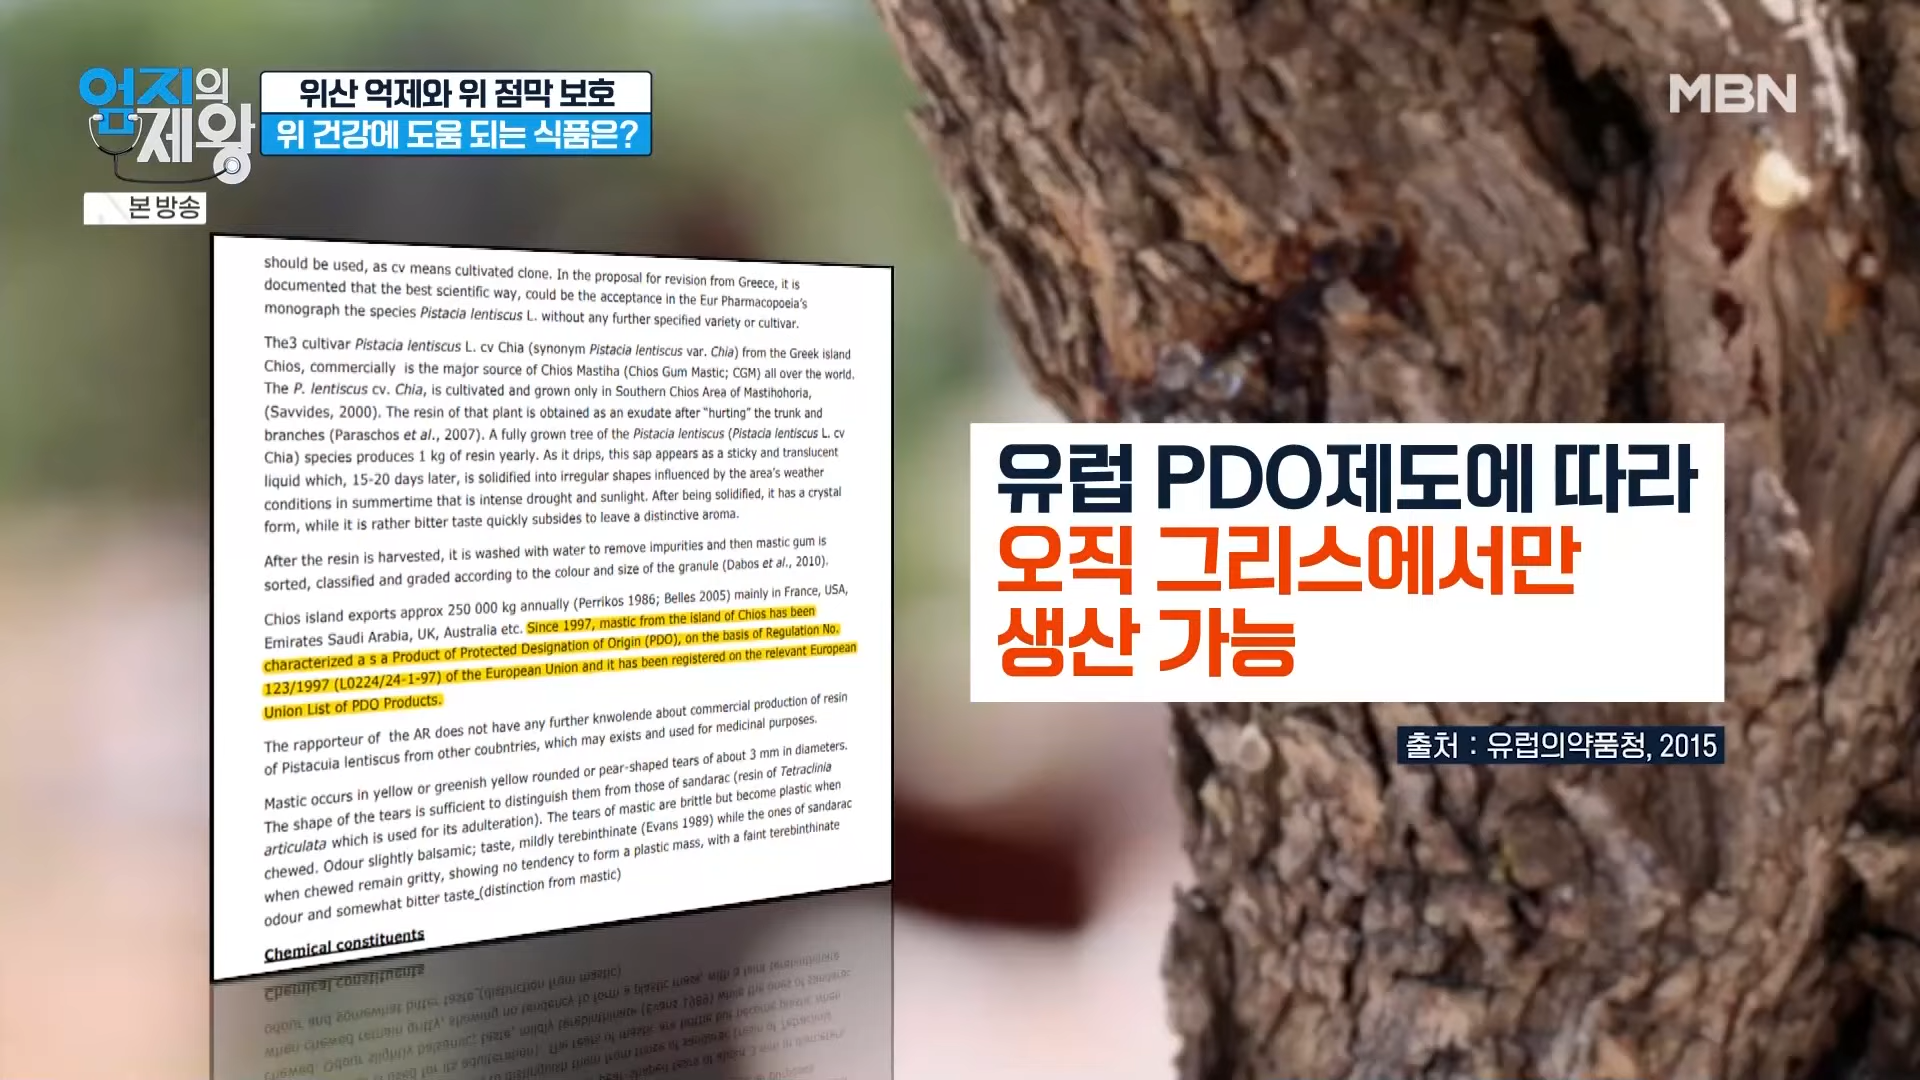 엄지의 제왕
위산 억제와 위 점막 보호
위 건강에 도움 되는 식품은?
본 방송
MBN
should be used, as cv means cultivated clone. In the proposal for revision from Greece, it is
documented that the best scientific way, could be the acceptance in the Eur Pharmacopoeia's
monograph the species Pistacia lentiscus L. without any further specified variety or cultivar.
The3 cultivar Pistacia lentiscus L. cv Chia (synonym Pistacia lentiscus var. Chia) from the Greek island
Chios, commercially is the major source of Chios Mastiha (Chios Gum Mastic; CGM) all over the world.
The P. lentiscus cv. Chia, is cultivated and grown only in Southern Chios Area of Mastihohoria,
(Savvides, 2000). The resin of that plant is obtained as an exudate after “hurting” the trunk and
branches (Paraschos et al., 2007). A fully grown tree of the Pistacia lentiscus (Pistacia lentiscus L. cv
Chia) species produces 1 kg of resin yearly. As it drips, this sap appears as a sticky and translucent
liquid which, 15-20 days later, is solidified into irregular shapes influenced by the area's weather
conditions in summertime that is intense drought and sunlight. After being solidified, it has a crystal
form, while it is rather bitter taste quickly subsides to leave a distinctive aroma.
After the resin is harvested, it is washed with water to remove impurities and then mastic gum is
sorted, classified and graded according to the colour and size of the granule (Dabos et al., 2010).
Chios island exports approx 250 000 kg annually (Perrikos 1986; Belles 2005) mainly in France, USA,
Emirates Saudi Arabia, UK, Australia etc. Since 1997, mastic from the island of Chios has been
characterized a s a Product of Protected Designation of Origin (PDO), on the basis of Regulation No.
123/1997 (L0224/24-1-97) of the European Union and it has been registered on the relevant European
Union List of PDO Products.
The rapporteur of the AR does not have any further knwolende about commercial production of resin
of Pistacuia lentiscus from other coubntries, which may exists and used for medicinal purposes.
Mastic occurs in yellow or greenish yellow rounded or pear-shaped tears of about 3 mm in diameters.
The shape of the tears is sufficient to distinguish them from those of sandarac (resin of Tetraclinia
articulata which is used for its adulteration). The tears of mastic are brittle but become plastic when
chewed. Odour slightly balsamic; taste, mildly terebinthinate (Evans 1989) while the ones of sandarac
when chewed remain gritty, showing no tendency to form a plastic mass, with a faint terebinthinate
odour and somewhat bitter taste (distinction from mastic)
Chemical constituents
유럽 PDO제도에 따라
오직 그리스에서만
생산 가능
출처 : 유럽의약품청, 2015